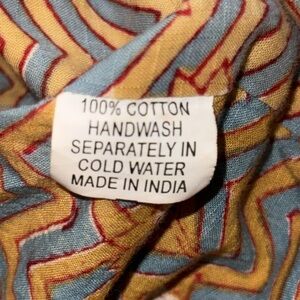 100% COTTON
HANDWASH
SEPARATELY IN
COLD WATER
MADE IN INDIA